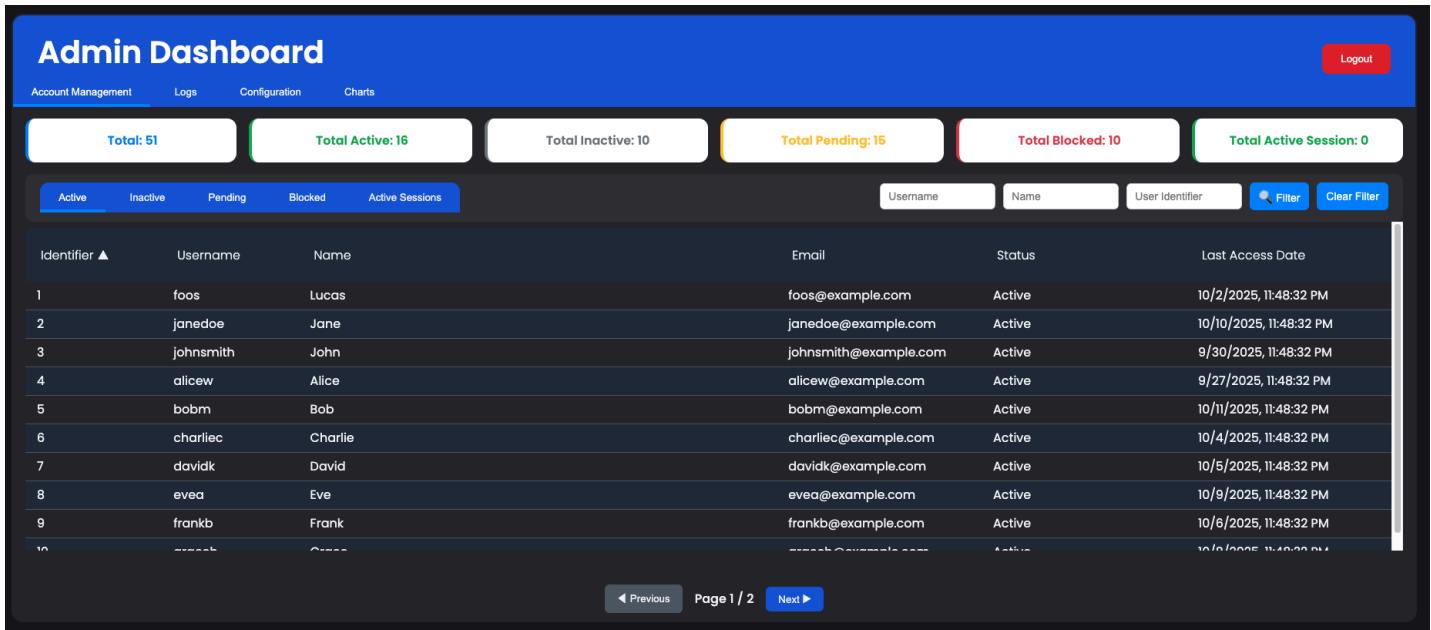 Admin Dashboard
Logout
Account Management Logs Configuration Charts
Total: 51 Total Active: 16 Total Inactive: 10 Total Pending: 15 Total Blocked: 10 Total Active Session: 0
Active Inactive Pending Blocked Active Sessions Username Name User Identifier 🔍 Filter Clear Filter
Identifier ▲ Username Name Email Status Last Access Date
1 foos Lucas foos@example.com Active 10/2/2025, 11:48:32 PM
2 janedoe Jane janedoe@example.com Active 10/10/2025, 11:48:32 PM
3 johnsmith John johnsmith@example.com Active 9/30/2025, 11:48:32 PM
4 alicew Alice alicew@example.com Active 9/27/2025, 11:48:32 PM
5 bobm Bob bobm@example.com Active 10/11/2025, 11:48:32 PM
6 charliec Charlie charliec@example.com Active 10/4/2025, 11:48:32 PM
7 davidk David davidk@example.com Active 10/5/2025, 11:48:32 PM
8 evea Eve evea@example.com Active 10/9/2025, 11:48:32 PM
9 frankb Frank frankb@example.com Active 10/6/2025, 11:48:32 PM
10 Active
◀ Previous Page 1 / 2 Next ▶